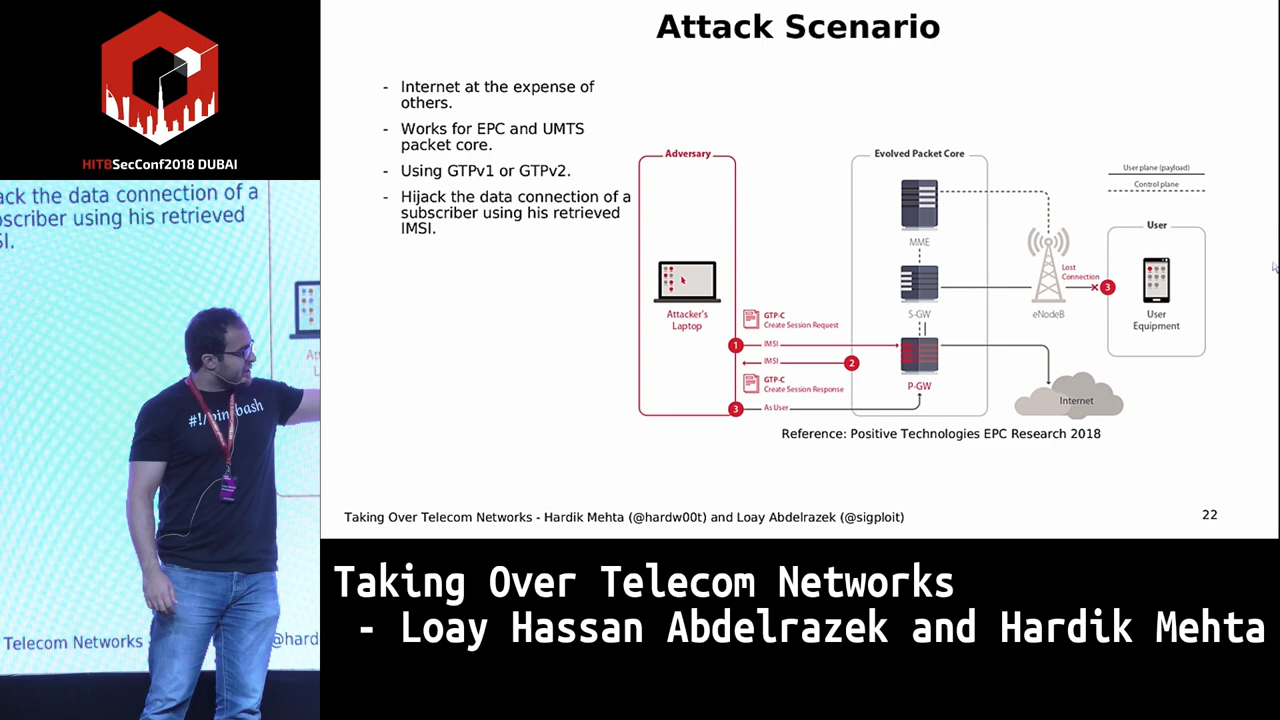 HITBSecConf2018 DUBAI
ack the data connection of a
bscriber using his retrieved
SI.
#!/bin/bash
Telecom Networks
@hard
Attack Scenario
- Internet at the expense of
others.
- Works for EPC and UMTS
packet core.
- Using GTPv1 or GTPv2.
- Hijack the data connection of a
subscriber using his retrieved
IMSI.
Adversary
Attacker's
Laptop
GTP-C
Create Session Request
1
IMSI
IMSI
2
GTP-C
Create Session Response
3
As User
Evolved Packet Core
MME
S-GW
P-GW
User plane (payload)
Control plane
User
Lost
Connection
3
eNodeB
User
Equipment
Internet
Reference: Positive Technologies EPC Research 2018
Taking Over Telecom Networks - Hardik Mehta (@hardw00t) and Loay Abdelrazek (@sigploit)
22
Taking Over Telecom Networks
- Loay Hassan Abdelrazek and Hardik Mehta